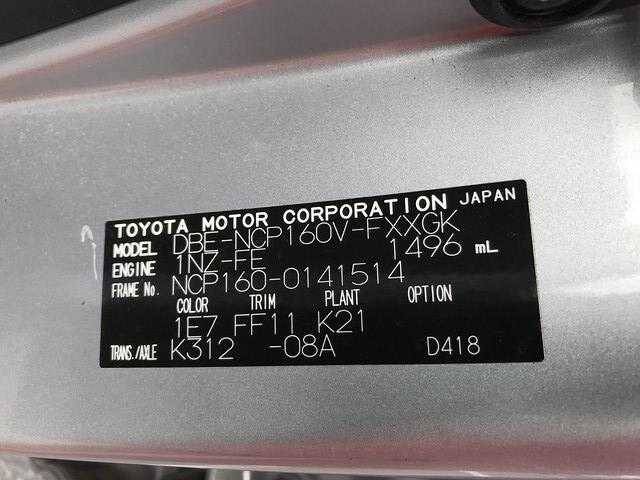 TOYOTA MOTOR CORPORATION JAPAN
MODEL DBE-NCP160V-FXXGK
ENGINE 1NZ-FE 1496 mL
FRAME No. NCP160-0141514
COLOR TRIM PLANT OPTION
1E7 FF11 K21
TRANS./AXLE K312 -08A D418